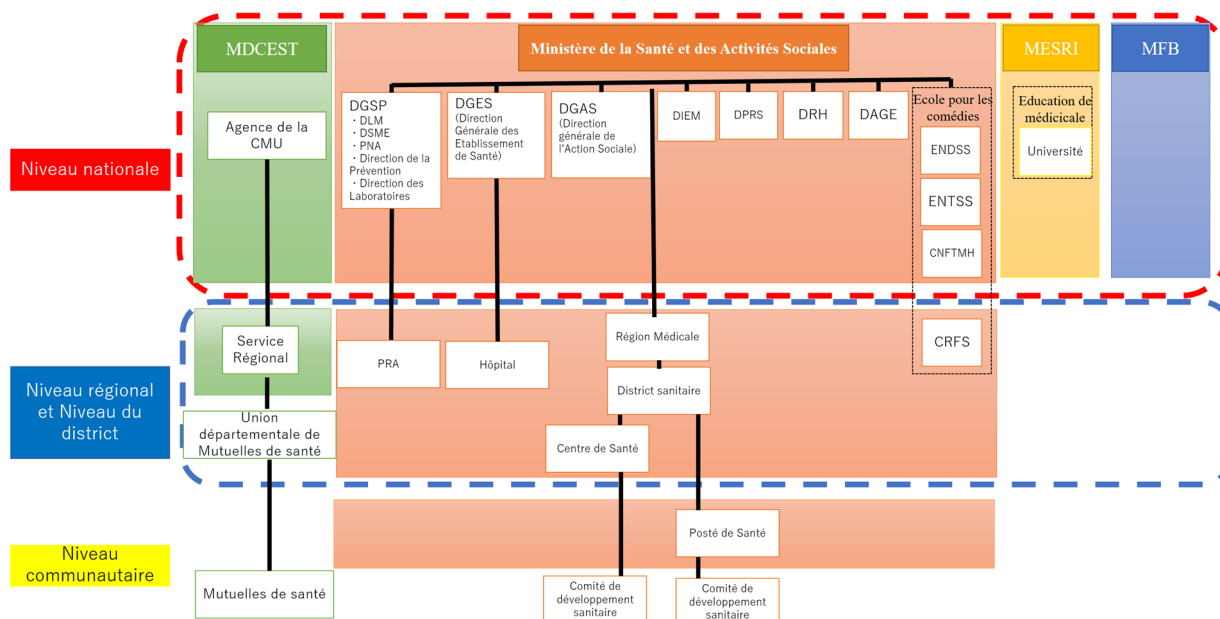 MDCEST
Ministère de la Santé et des Activités Sociales
MESRI
MFB
Niveau nationale
Agence de la
CMU
DGSP
・DLM
・DSME
・PNA
・Direction de la
Prévention
・Direction des
Laboratoires
DGES
(Direction
Générale des
Etablissement
de Santé)
DGAS
(Direction
générale de
l'Action Sociale)
DIEM
DPRS
DRH
DAGE
Ecole pour les
comédies
ENDSS
ENTSS
CNFTMH
Education de
médicicale
Université
Niveau régional
et Niveau du
district
Service
Régional
PRA
Hôpital
Région Médicale
CRFS
District sanitaire
Union
départementale de
Mutuelles de santé
Centre de Santé
Niveau
communautaire
Posté de Santé
Mutuelles de santé
Comité de
développement
sanitaire
Comité de
développement
sanitaire